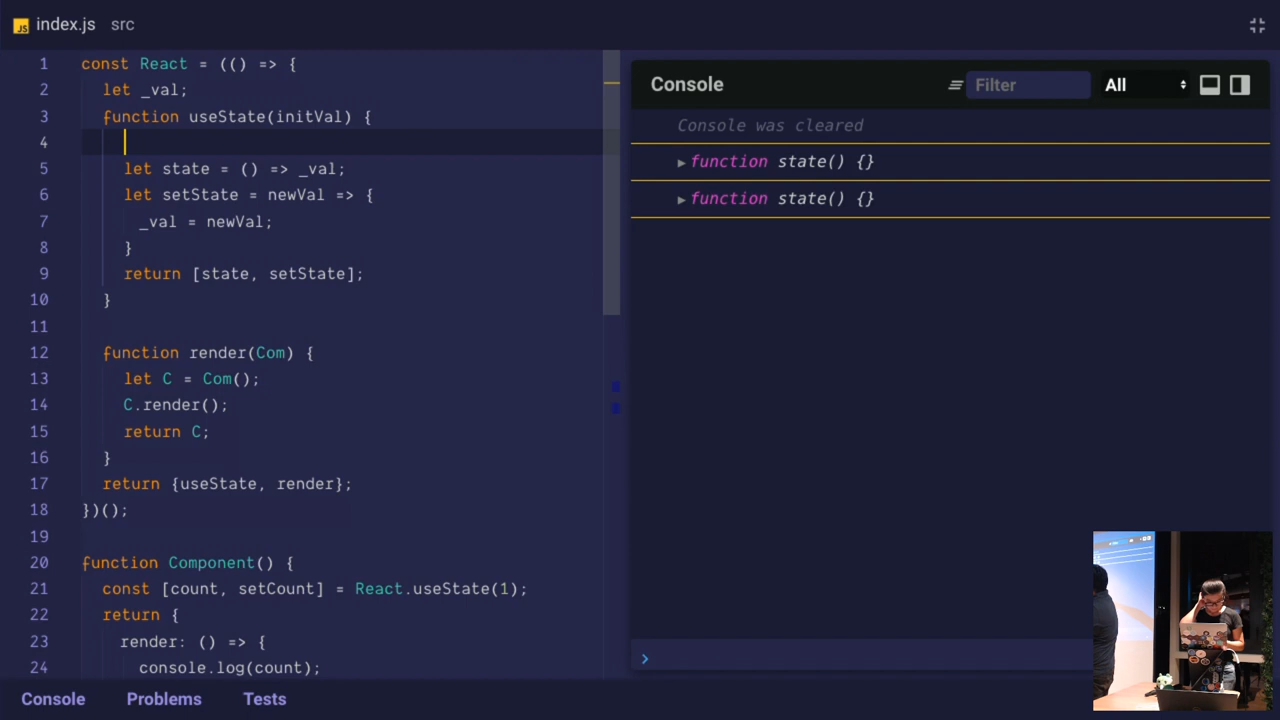 JS index.js src
1 const React = (() => {
2 let _val;
3 function useState(initVal) {
4
5 let state = () => _val;
6 let setState = newVal => {
7 _val = newVal;
8 }
9 return [state, setState];
10 }
11
12 function render(Com) {
13 let C = Com();
14 C.render();
15 return C;
16 }
17 return {useState, render};
18 })();
19
20 function Component() {
21 const [count, setCount] = React.useState(1);
22 return {
23 render: () => {
24 console.log(count);
Console Filter All
Console was cleared
▸function state() {}
▸function state() {}
>
Console Problems Tests